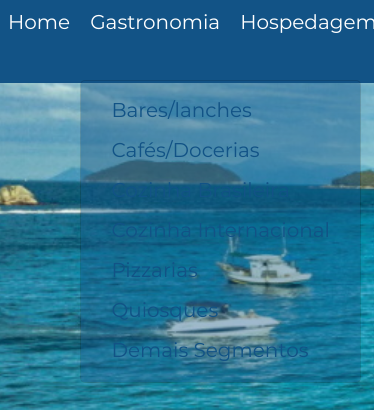 Home Gastronomia Hospedagem
Bares/lanches
Cafés/Docerias
Cozinha Internacional
Pizzarias
Quiosques
Demais Segmentos